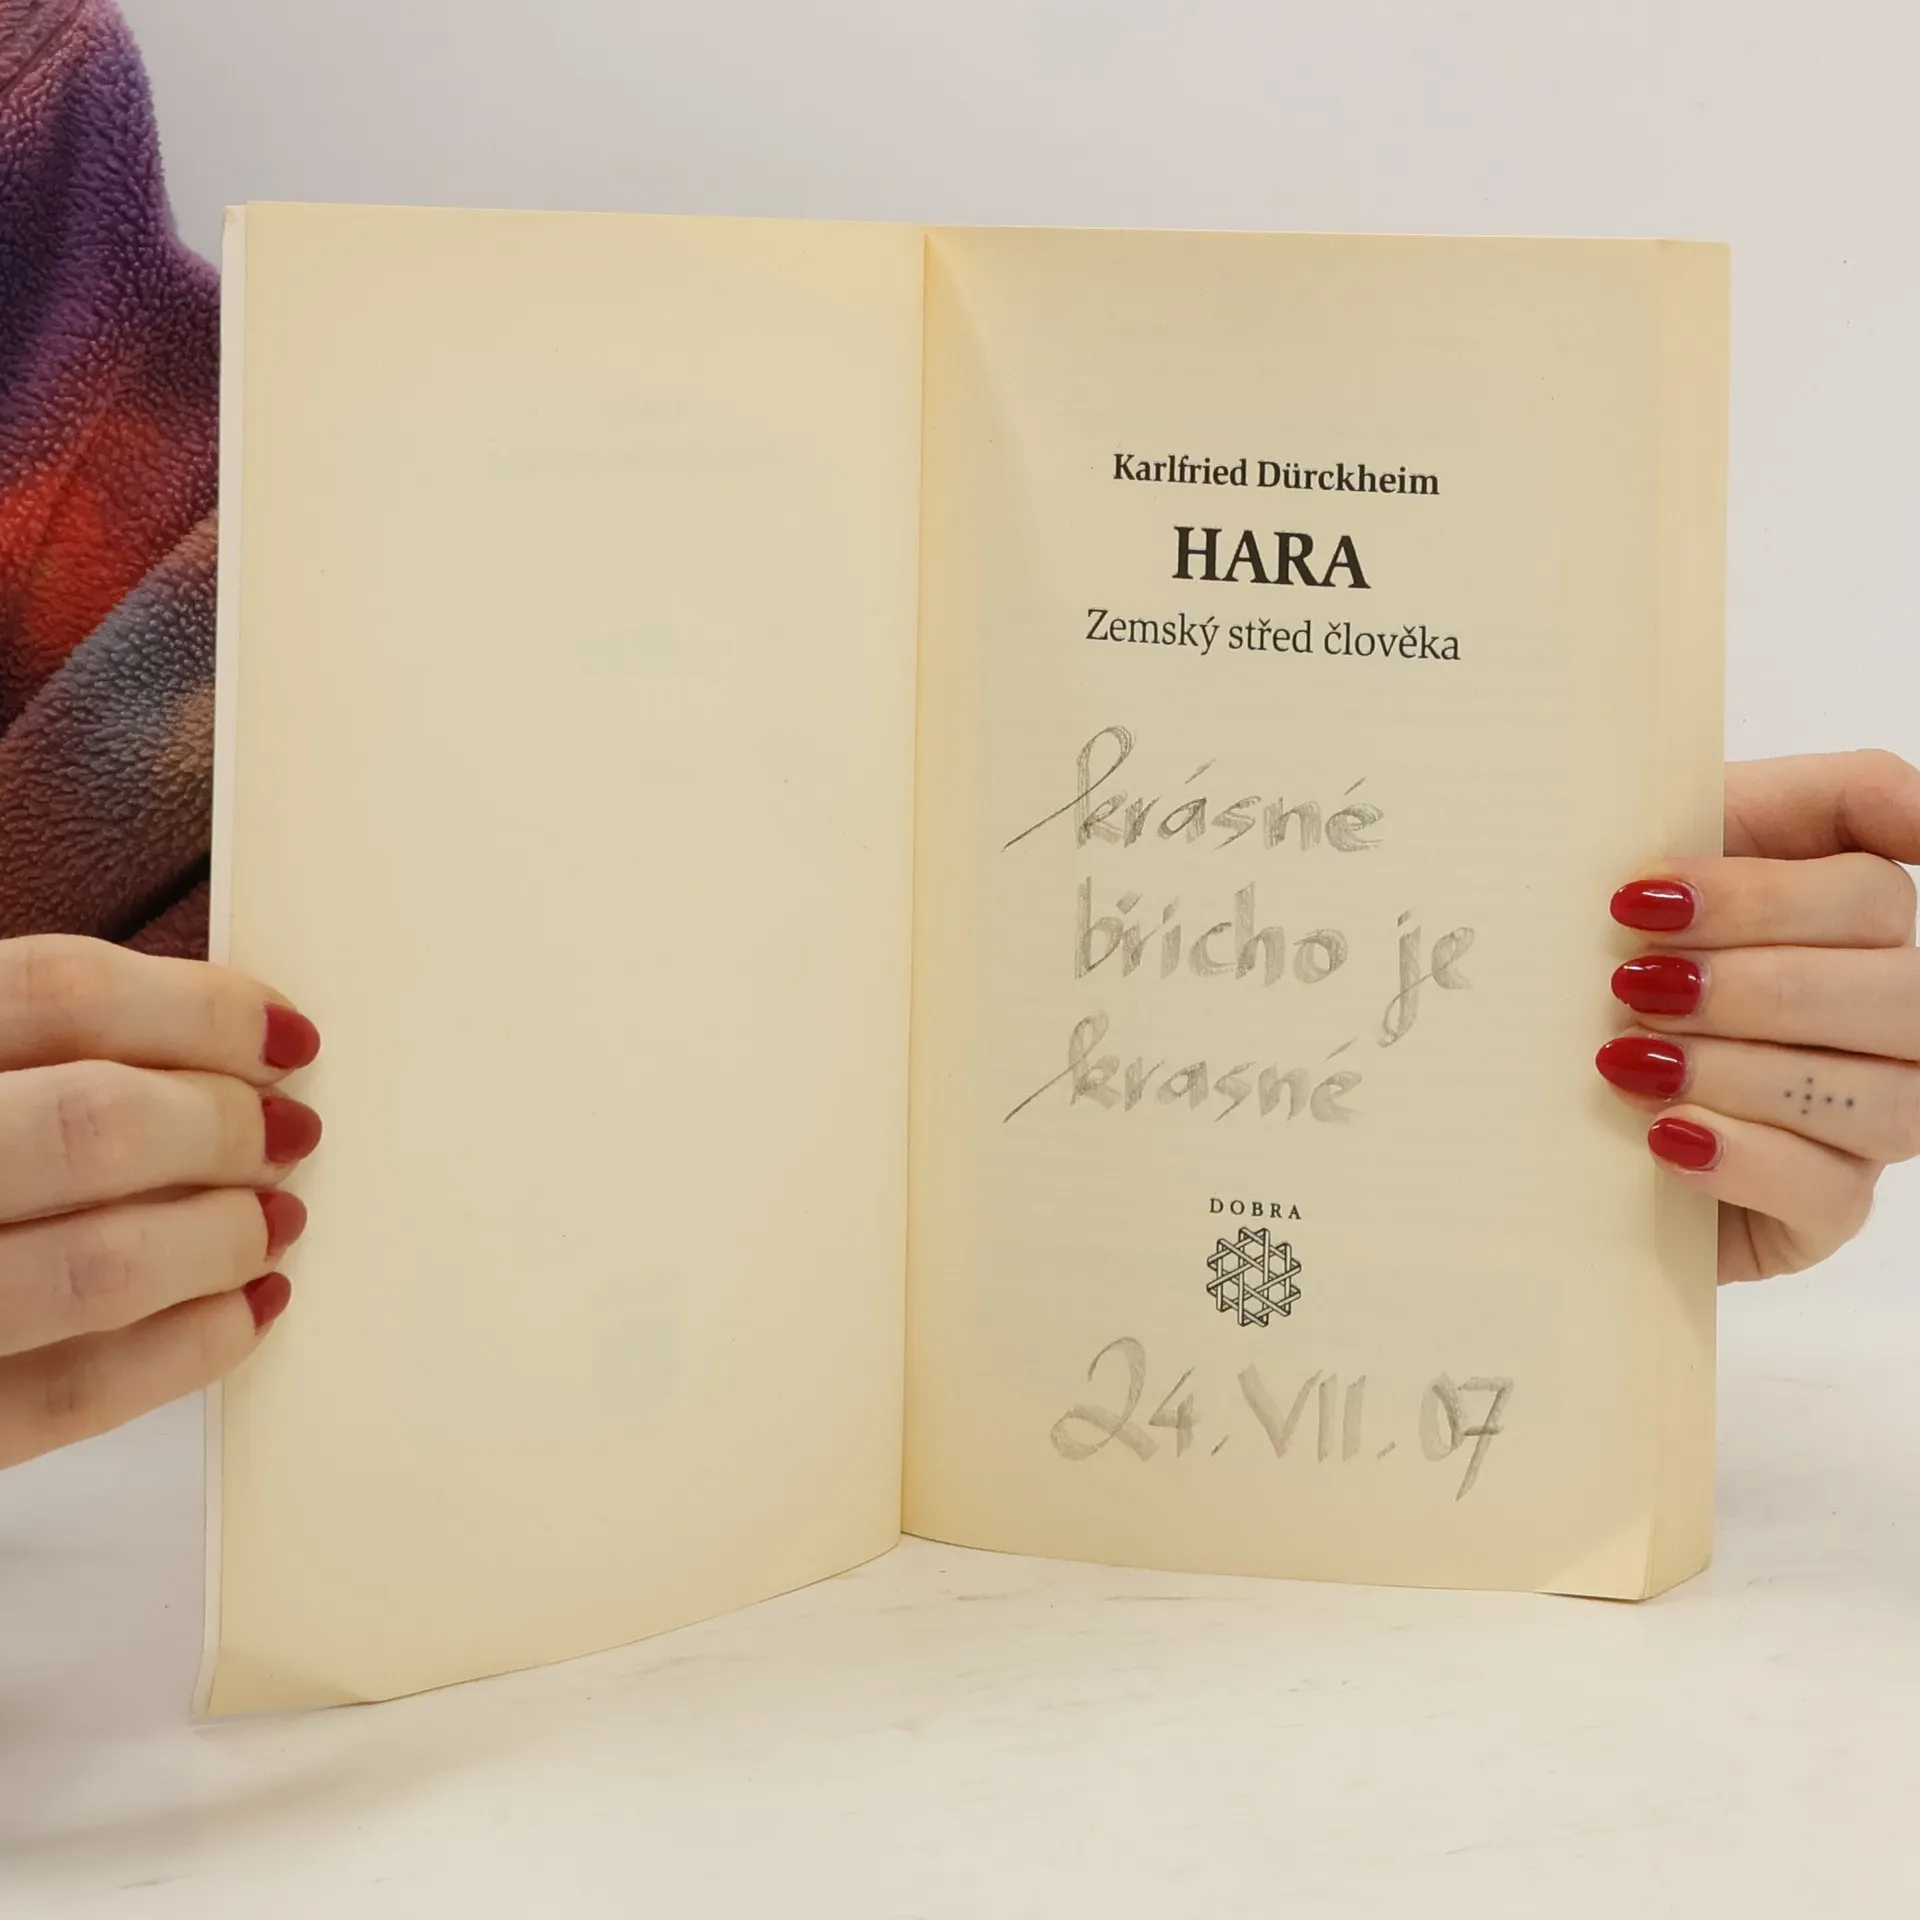 Karlfried Dürckheim
HARA
Zemský střed člověka
krásné
břicho je
krasné
DOBRA
24. VII. 07